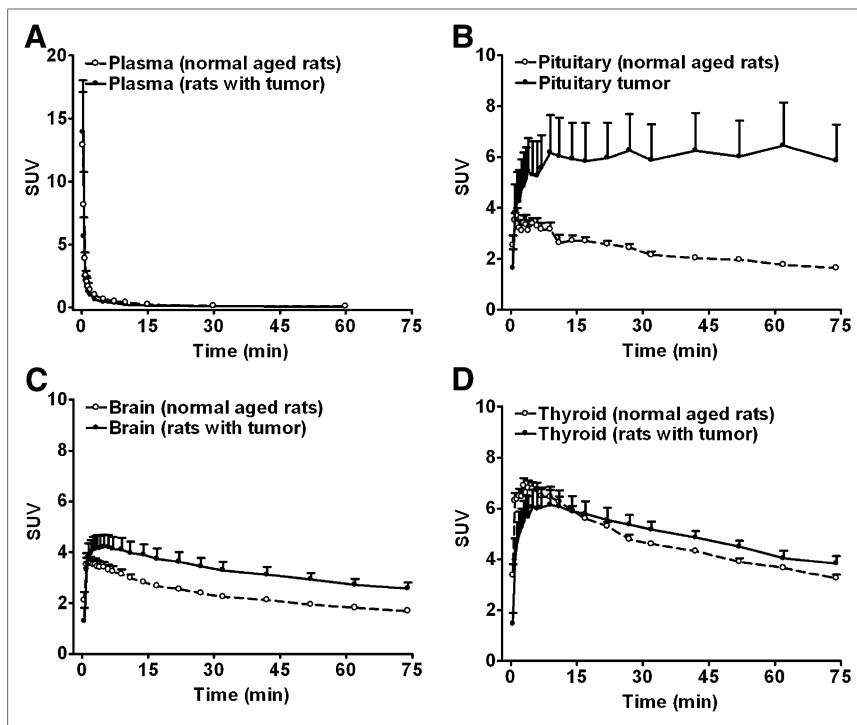 A
Plasma (normal aged rats)
Plasma (rats with tumor)
SUV
20
15
10
5
0
0 15 30 45 60 75
Time (min)
B
Pituitary (normal aged rats)
Pituitary tumor
SUV
10
8
6
4
2
0
0 15 30 45 60 75
Time (min)
C
Brain (normal aged rats)
Brain (rats with tumor)
SUV
10
8
6
4
2
0
0 15 30 45 60 75
Time (min)
D
Thyroid (normal aged rats)
Thyroid (rats with tumor)
SUV
10
8
6
4
2
0
0 15 30 45 60 75
Time (min)